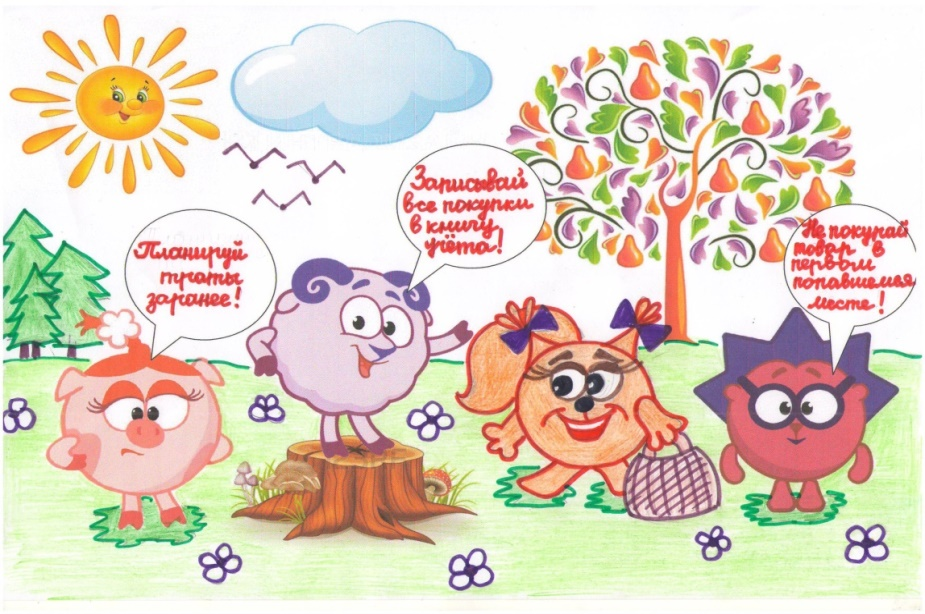 Планируй
траты
заранее!
Записывай
все покупки
в книгу
учёта!
Не покупай
товар в
первом
попавшемся
месте!